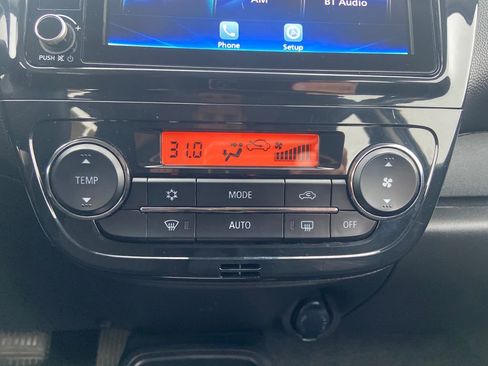 AM
BT Audio
Phone
Setup
PUSH
31.0
TEMP
MODE
AUTO
OFF